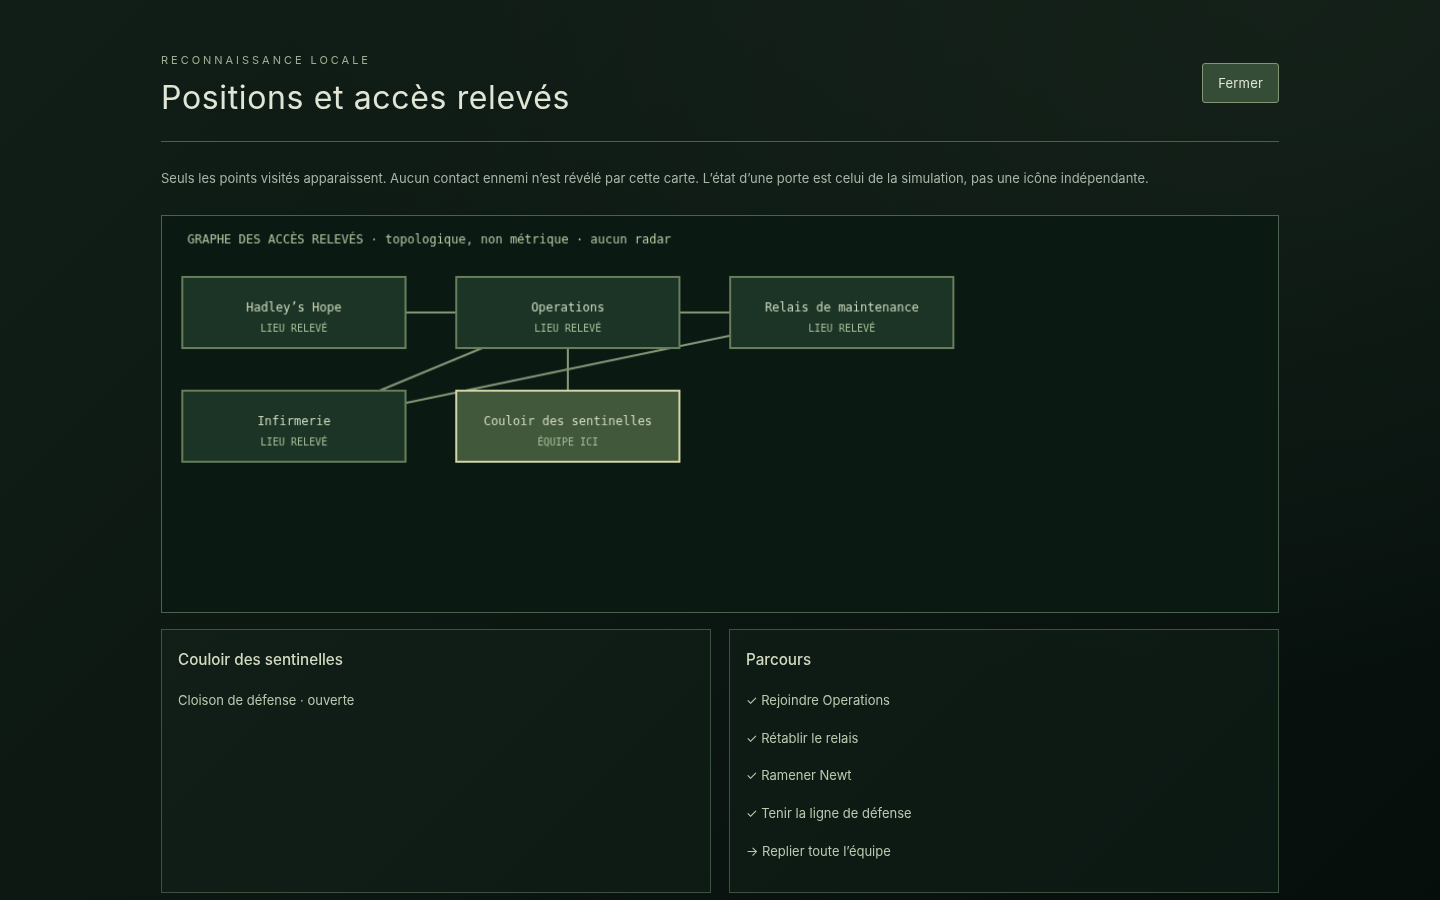 RECONNAISSANCE LOCALE
Positions et accès relevés
Fermer
Seuls les points visités apparaissent. Aucun contact ennemi n’est révélé par cette carte. L’état d’une porte est celui de la simulation, pas une icône indépendante.
GRAPHE DES ACCÈS RELEVÉS · topologique, non métrique · aucun radar
Hadley’s Hope
LIEU RELEVÉ
Operations
LIEU RELEVÉ
Relais de maintenance
LIEU RELEVÉ
Infirmerie
LIEU RELEVÉ
Couloir des sentinelles
ÉQUIPE ICI
Couloir des sentinelles
Cloison de défense · ouverte
Parcours
✓ Rejoindre Operations
✓ Rétablir le relais
✓ Ramener Newt
✓ Tenir la ligne de défense
→ Replier toute l’équipe